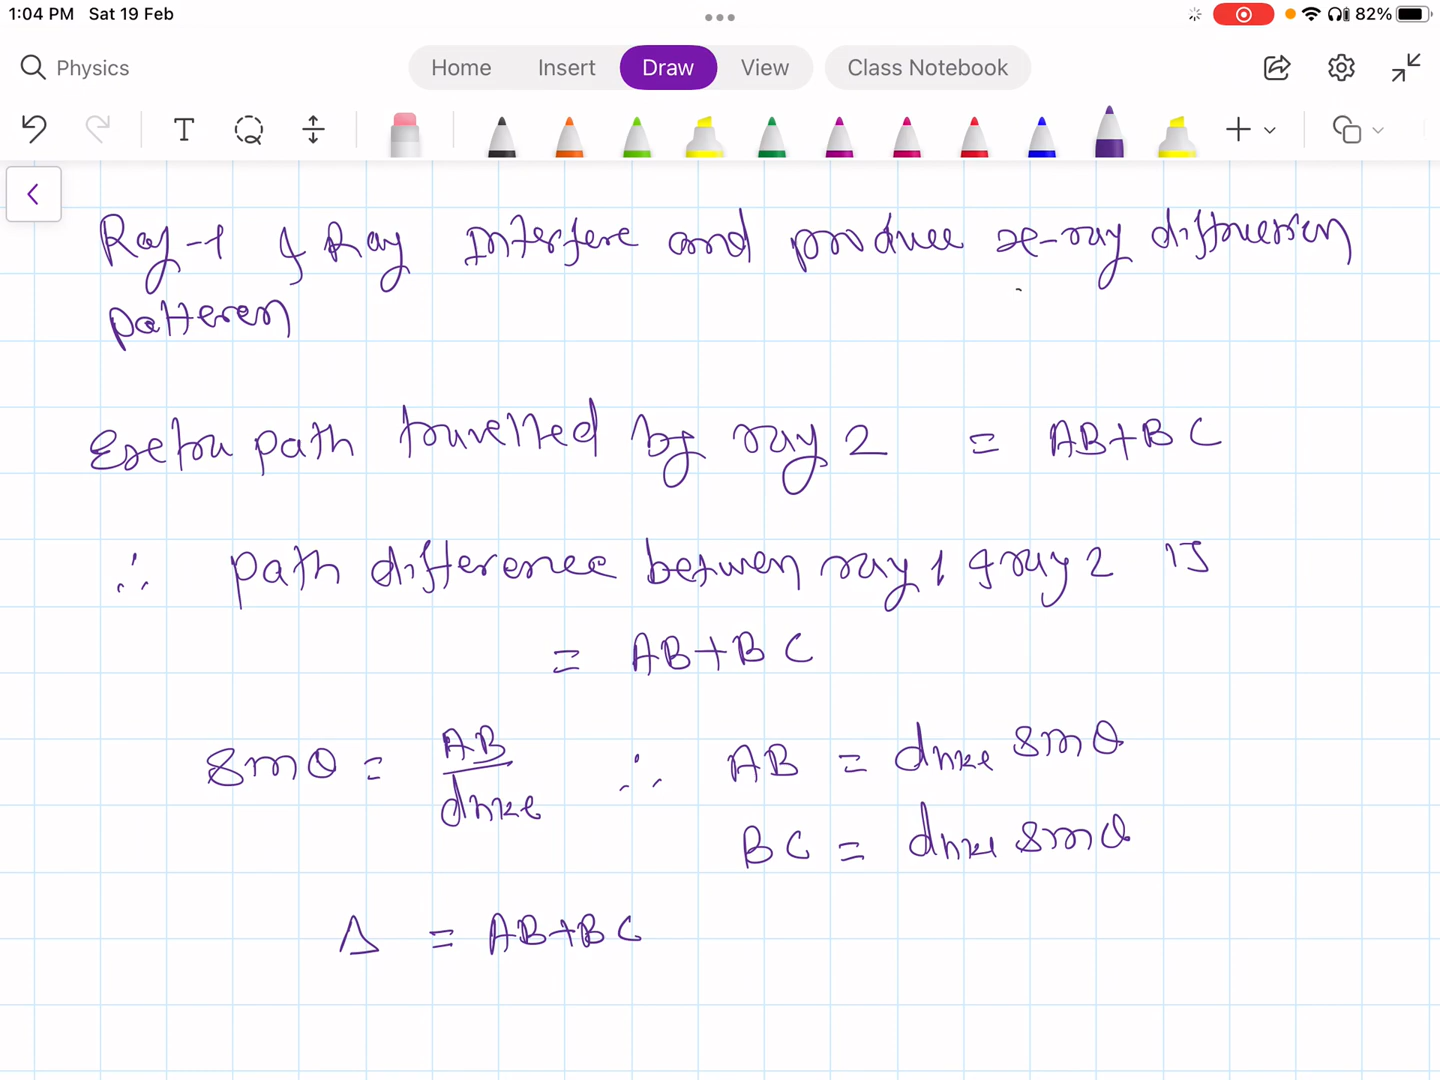 1:04 PM Sat 19 Feb 82%
Physics Home Insert Draw View Class Notebook
T
Ray-1 & Ray Interfere and produce x-ray diffraction
patteren
Extra path travelled by ray 2 = AB+BC
∴ path difference between ray 1 & ray 2 is
= AB+BC
sinθ = AB/dhkl ∴ AB = dhkl sinθ
BC = dhkl sinθ
Δ = AB+BC